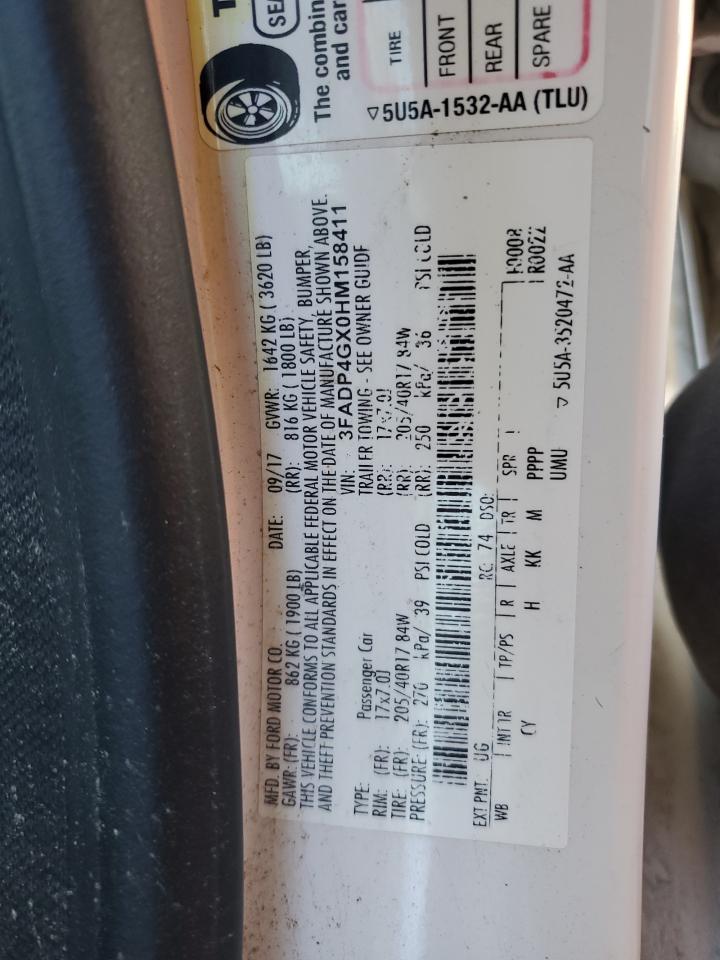 SEA
The combin
and car
TIRE
FRONT
REAR
SPARE
▽5U5A-1532-AA (TLU)
MFD. BY FORD MOTOR CO. DATE: 09/17 GVWR: 1642 KG ( 3620 LB)
GAWR: (FR): 862 KG ( 1900 LB) (RR): 816 KG ( 1800 LB)
THIS VEHICLE CONFORMS TO ALL APPLICABLE FEDERAL MOTOR VEHICLE SAFETY, BUMPER,
AND THEFT PREVENTION STANDARDS IN EFFECT ON THE DATE OF MANUFACTURE SHOWN ABOVE.
VIN: 3FADP4GX0HM158411
TYPE: Passenger Car TRAILER TOWING - SEE OWNER GUIDE
RIM: (FR): 17x7.0J (RR): 17x7.0J
TIRE: (FR): 205/40R17 84W (RR): 205/40R17 84W
PRESSURE: (FR): 270 kPa/ 39 PSI COLD (RR): 250 kPa/ 36 PSI COLD
EXT PNT: UG RC: 74 DSO:
WB INT TR TP/PS R AXLE TR SPR
CY H KK M PPPP
UMU
R0022
▽ 5U5A-3520472-AA